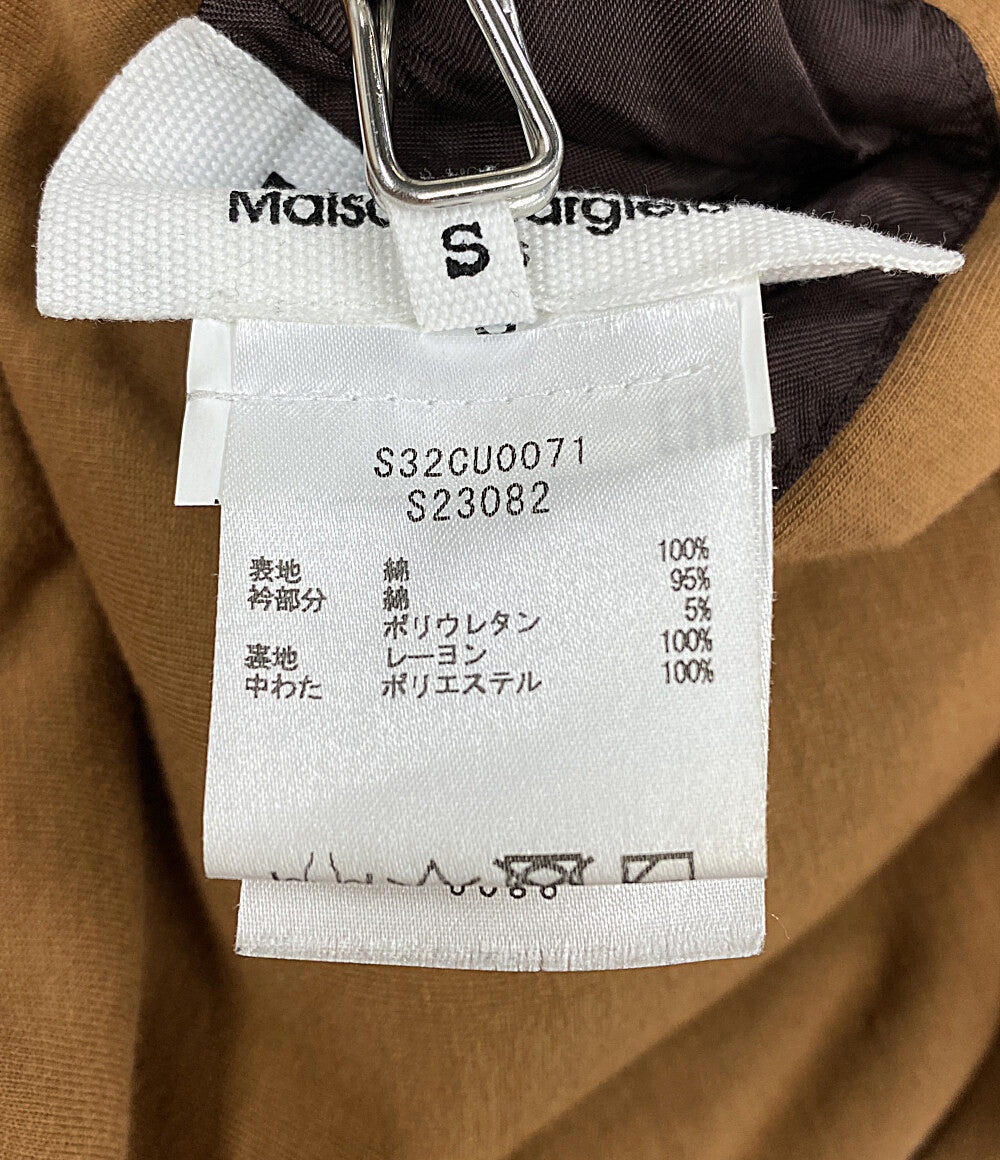 S
S32CU0071
S23082
表地 綿 100%
衿部分 綿 95%
ポリウレタン 5%
裏地 レーヨン 100%
中わた ポリエステル 100%